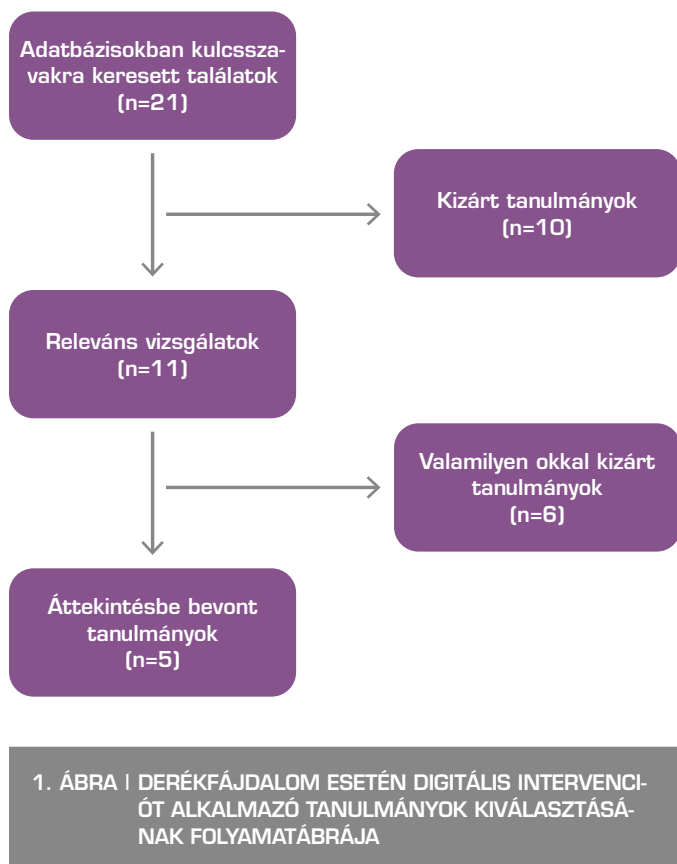 Adatbázisokban kulcssza-
vakra keresett találatok
(n=21)
Kizárt tanulmányok
(n=10)
Releváns vizsgálatok
(n=11)
Valamilyen okkal kizárt
tanulmányok
(n=6)
Áttekintésbe bevont
tanulmányok
(n=5)
1. ÁBRA | DERÉKFÁJDALOM ESETÉN DIGITÁLIS INTERVENCI-
ÓT ALKALMAZÓ TANULMÁNYOK KIVÁLASZTÁSÁ-
NAK FOLYAMATÁBRÁJA